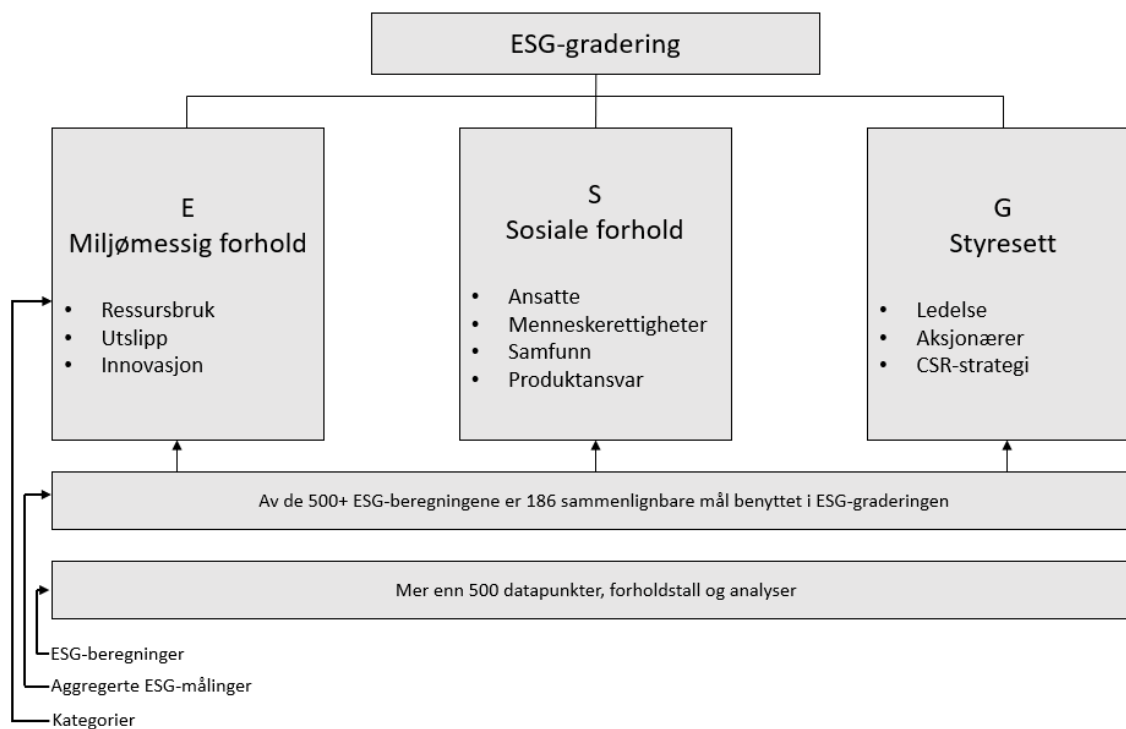 ESG-gradering
E
Miljømessig forhold
• Ressursbruk
• Utslipp
• Innovasjon
S
Sosiale forhold
• Ansatte
• Menneskerettigheter
• Samfunn
• Produktansvar
G
Styresett
• Ledelse
• Aksjonærer
• CSR-strategi
Av de 500+ ESG-beregningene er 186 sammenlignbare mål benyttet i ESG-graderingen
Mer enn 500 datapunkter, forholdstall og analyser
ESG-beregninger
Aggregerte ESG-målinger
Kategorier